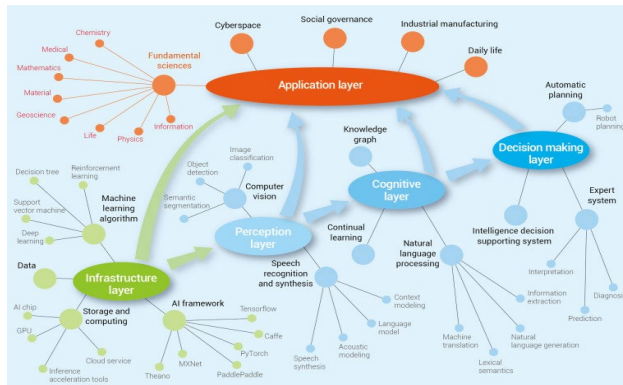 Chemistry
Medical
Mathematics
Material
Geoscience
Life
Physics
Information
Fundamental
sciences
Cyberspace
Social governance
Industrial manufacturing
Daily life
Application layer
Automatic
planning
Robot
planning
Decision making
layer
Expert
system
Intelligence decision
supporting system
Interpretation
Prediction
Diagnosis
Knowledge
graph
Cognitive
layer
Continual
learning
Natural
language
processing
Information
extraction
Natural
language generation
Lexical
semantics
Machine
translation
Image
classification
Object
detection
Semantic
segmentation
Computer
vision
Perception
layer
Speech
recognition
and synthesis
Context
modeling
Language
model
Acoustic
modeling
Speech
synthesis
Reinforcement
learning
Decision tree
Support
vector machine
Deep
learning
Machine
learning
algorithm
Data
Infrastructure
layer
Storage and
computing
AI chip
GPU
Inference
acceleration tools
Cloud service
AI framework
Tensorflow
Caffe
PyTorch
PaddlePaddle
MXNet
Theano